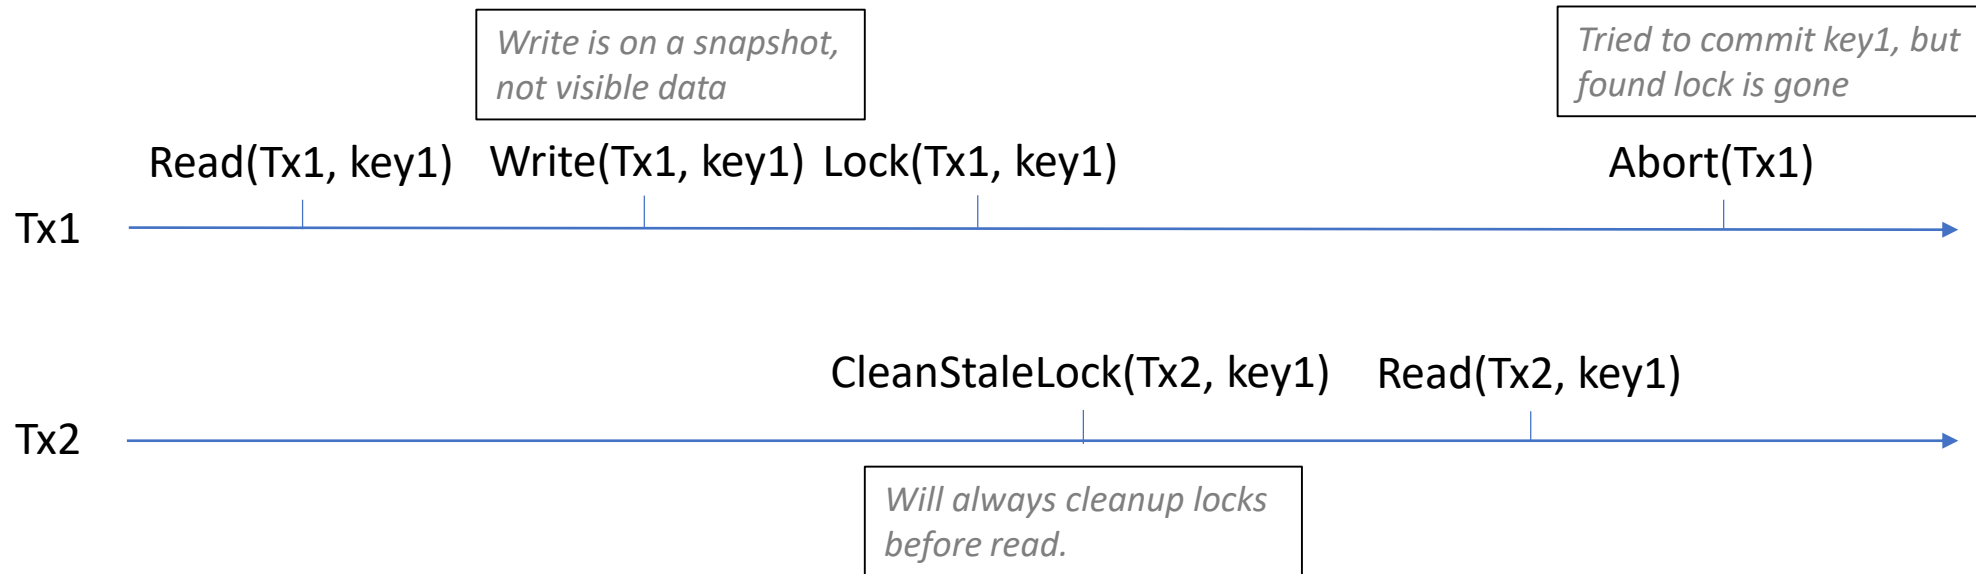 Write is on a snapshot,
not visible data
Tried to commit key1, but
found lock is gone
Read(Tx1, key1)
Write(Tx1, key1)
Lock(Tx1, key1)
Abort(Tx1)
Tx1
CleanStaleLock(Tx2, key1)
Read(Tx2, key1)
Tx2
Will always cleanup locks
before read.